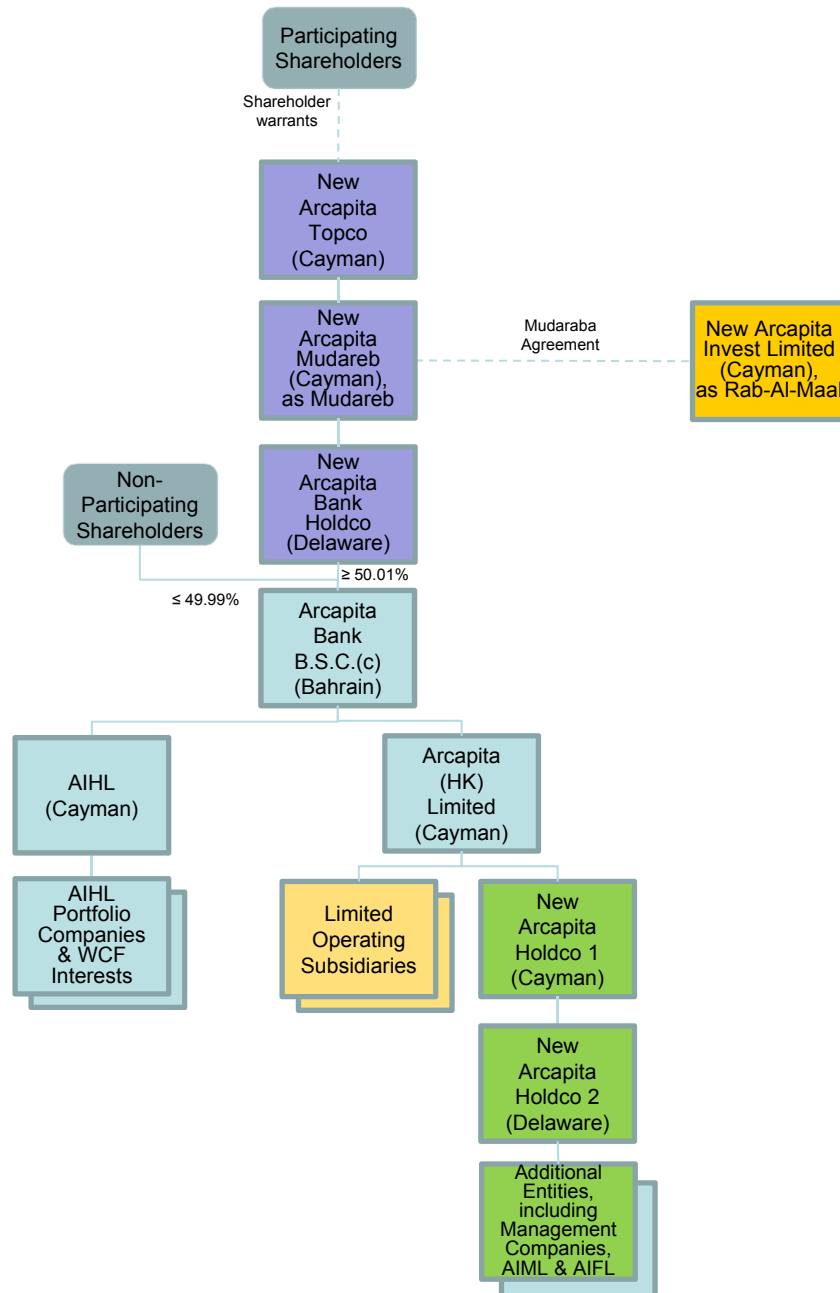 Participating
Shareholders
Shareholder
warrants
New
Arcapita
Topco
(Cayman)
New
Arcapita
Mudareb
(Cayman),
as Mudareb
Mudaraba
Agreement
New Arcapita
Invest Limited
(Cayman),
as Rab-Al-Maal
New
Arcapita
Bank
Holdco
(Delaware)
Non-
Participating
Shareholders
≥ 50.01%
≤ 49.99%
Arcapita
Bank
B.S.C.(c)
(Bahrain)
AIHL
(Cayman)
Arcapita
(HK)
Limited
(Cayman)
AIHL
Portfolio
Companies
& WCF
Interests
Limited
Operating
Subsidiaries
New
Arcapita
Holdco 1
(Cayman)
New
Arcapita
Holdco 2
(Delaware)
Additional
Entities,
including
Management
Companies,
AIML & AIFL